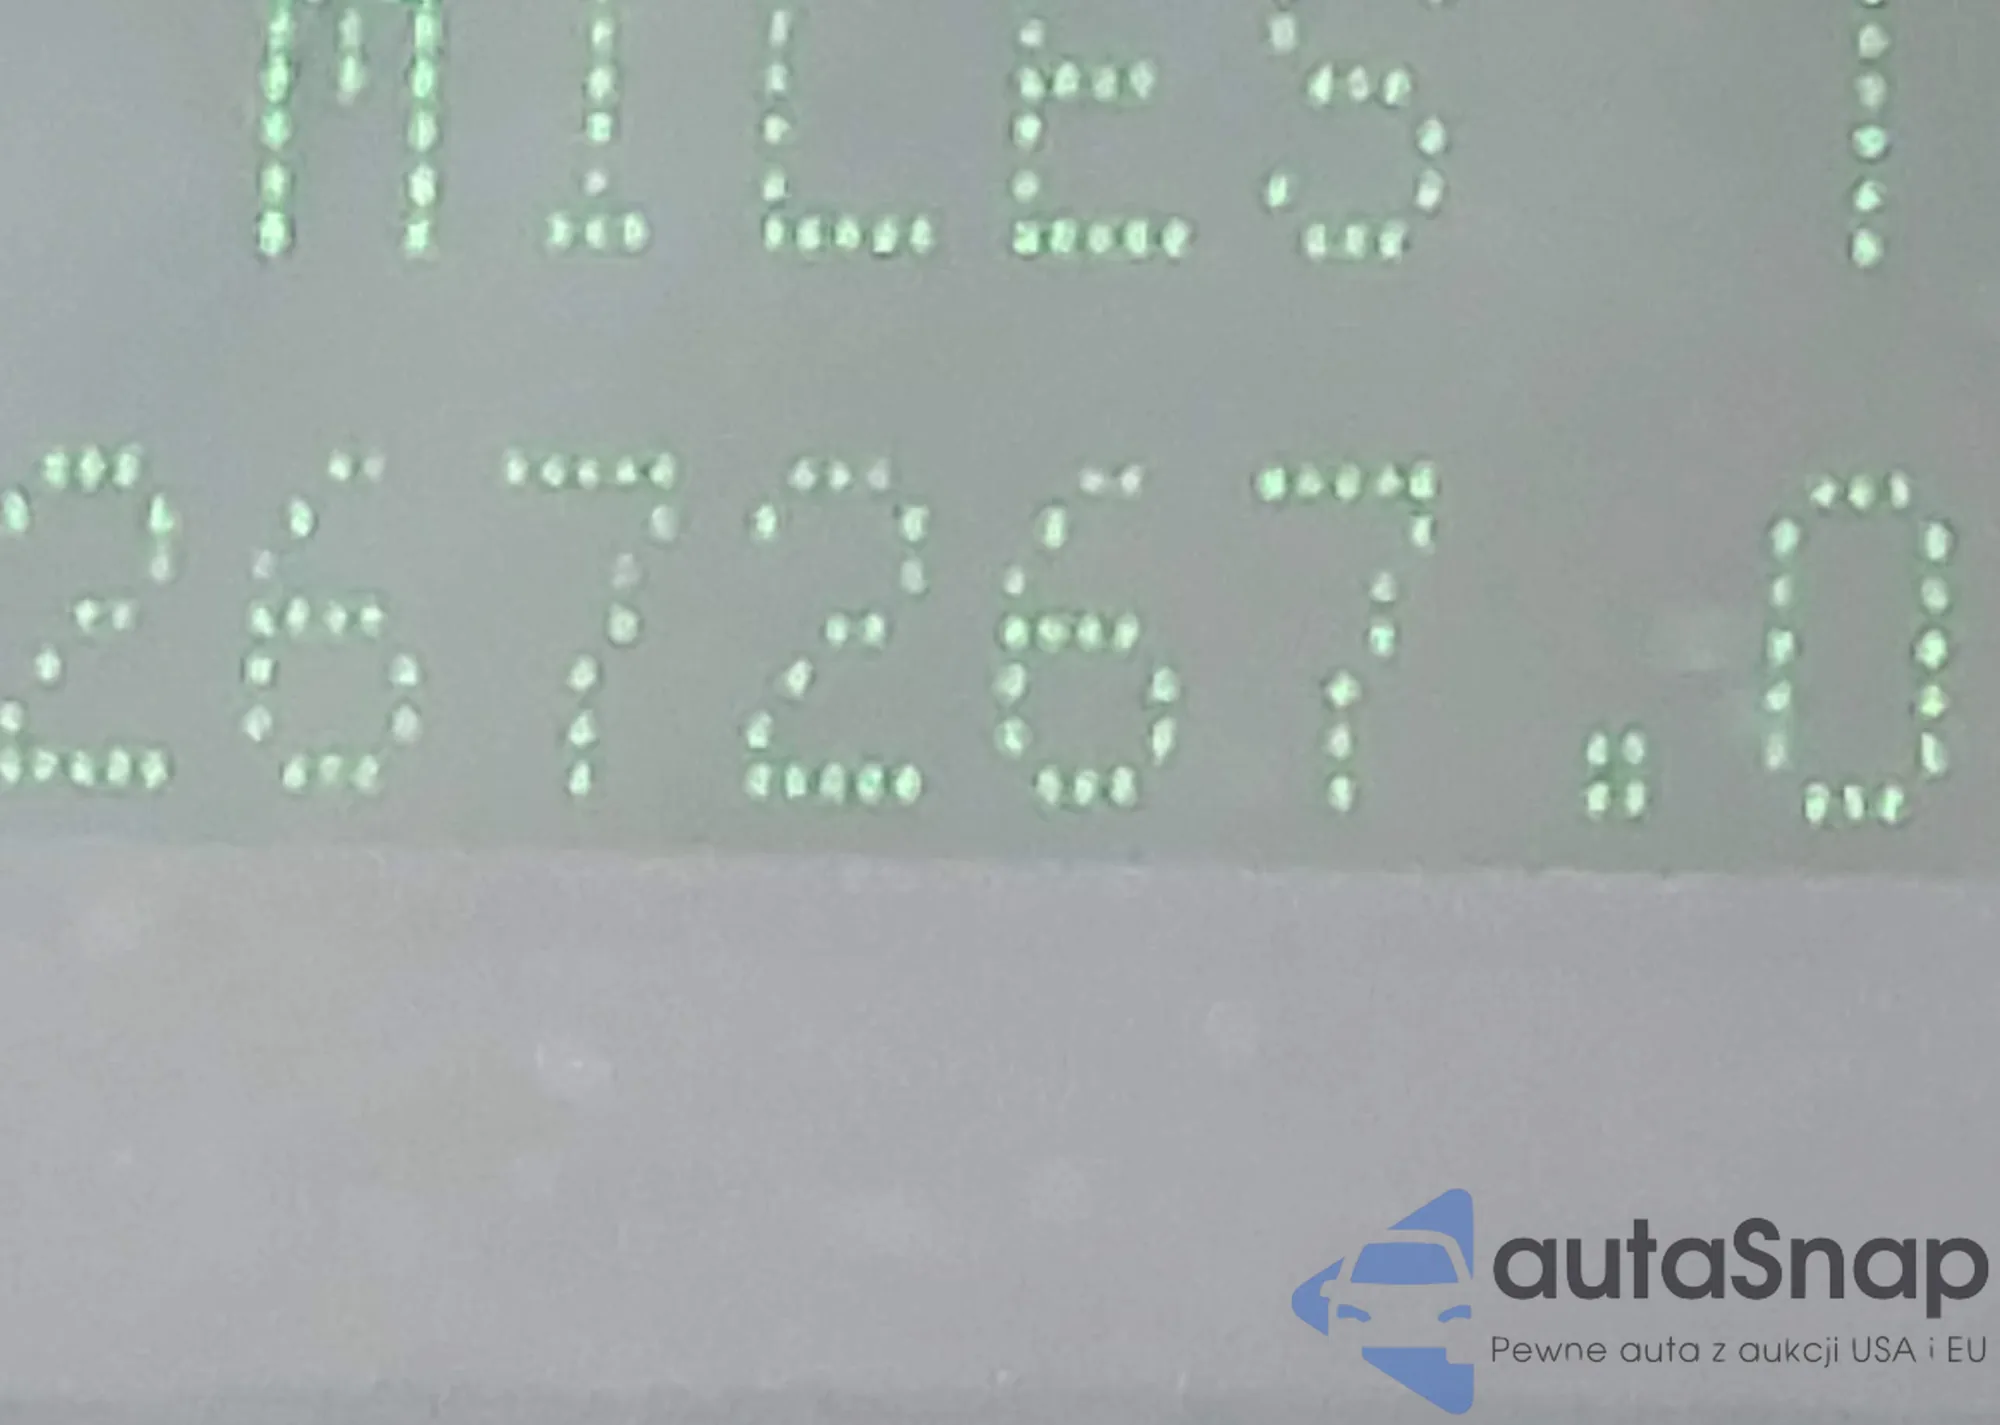 MILES
267267.0
autaSnap
Pewne auta z aukcji USA i EU